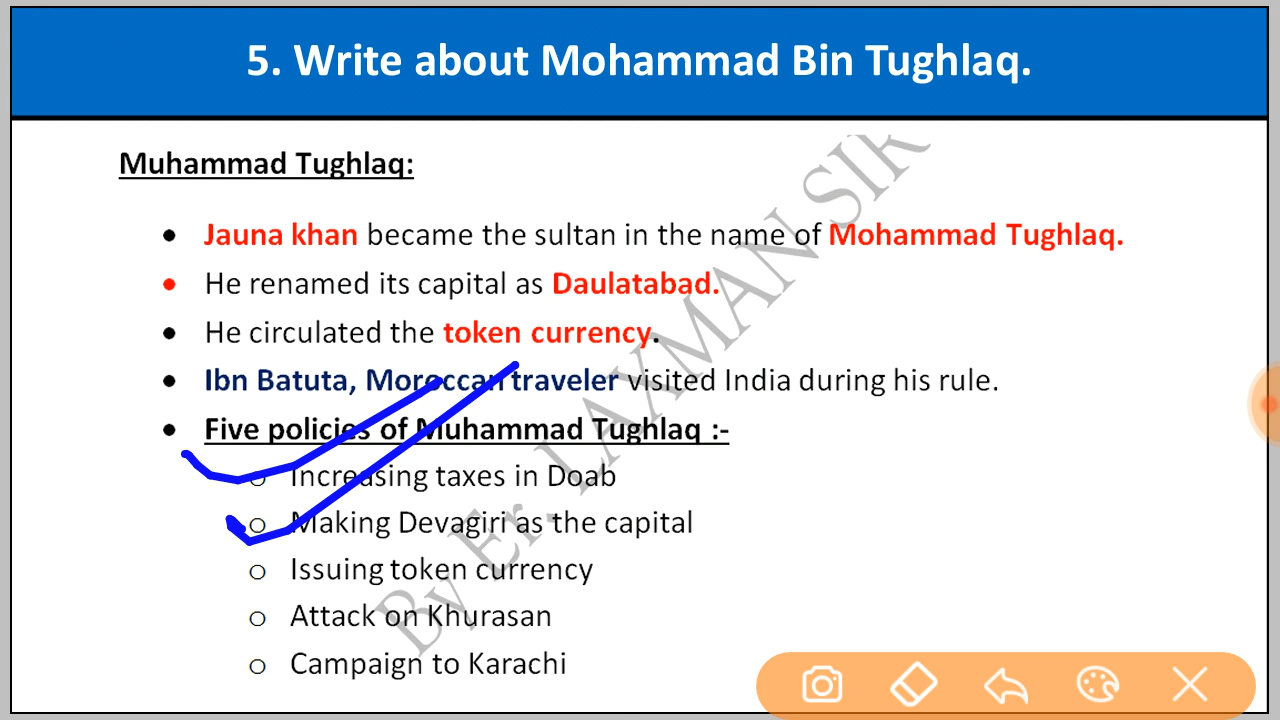 5. Write about Mohammad Bin Tughlaq.
Muhammad Tughlaq:
• Jauna khan became the sultan in the name of Mohammad Tughlaq.
• He renamed its capital as Daulatabad.
• He circulated the token currency.
• Ibn Batuta, Moroccan traveler visited India during his rule.
• Five policies of Muhammad Tughlaq :-
o Increasing taxes in Doab
o Making Devagiri as the capital
o Issuing token currency
o Attack on Khurasan
o Campaign to Karachi
By Er. LAXMAN SIR